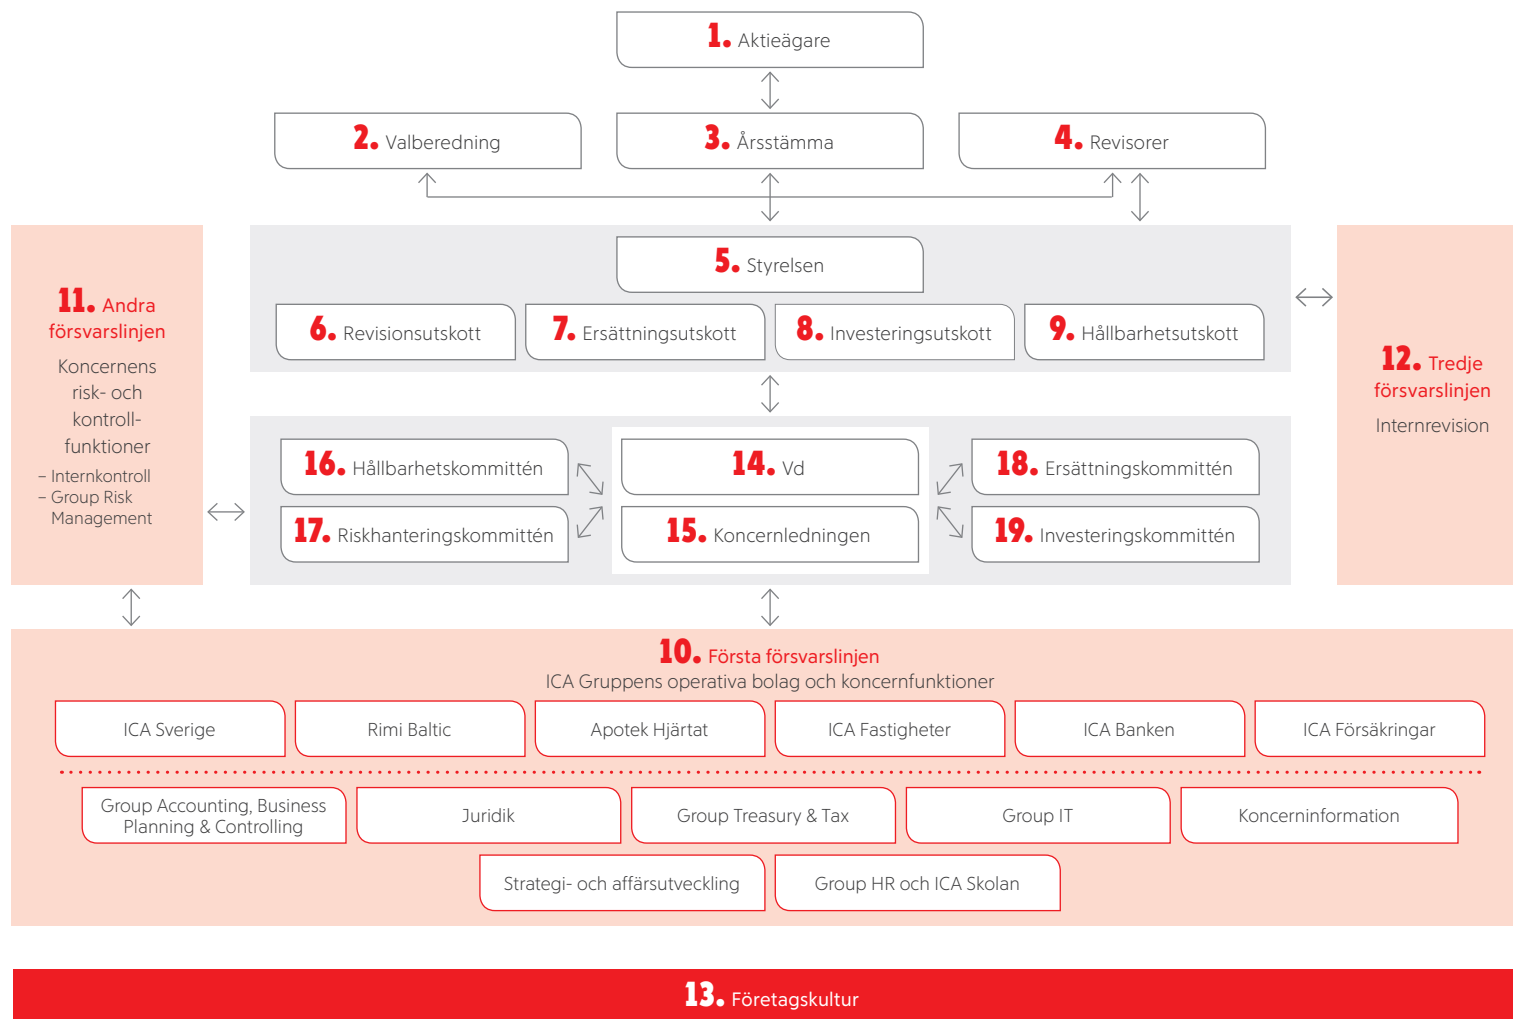 1. Aktieägare
2. Valberedning
3. Årsstämma
4. Revisorer
5. Styrelsen
6. Revisionsutskott
7. Ersättningsutskott
8. Investeringsutskott
9. Hållbarhetsutskott
11. Andra
försvarslinjen
Koncernens
risk- och
kontroll-
funktioner
– Internkontroll
– Group Risk
Management
12. Tredje
försvarslinjen
Internrevision
16. Hållbarhetskommittén
14. Vd
18. Ersättningskommittén
17. Riskhanteringskommittén
15. Koncernledningen
19. Investeringskommittén
10. Första försvarslinjen
ICA Gruppens operativa bolag och koncernfunktioner
ICA Sverige
Rimi Baltic
Apotek Hjärtat
ICA Fastigheter
ICA Banken
ICA Försäkringar
Group Accounting, Business
Planning & Controlling
Juridik
Group Treasury & Tax
Group IT
Koncerninformation
Strategi- och affärsutveckling
Group HR och ICA Skolan
13. Företagskultur